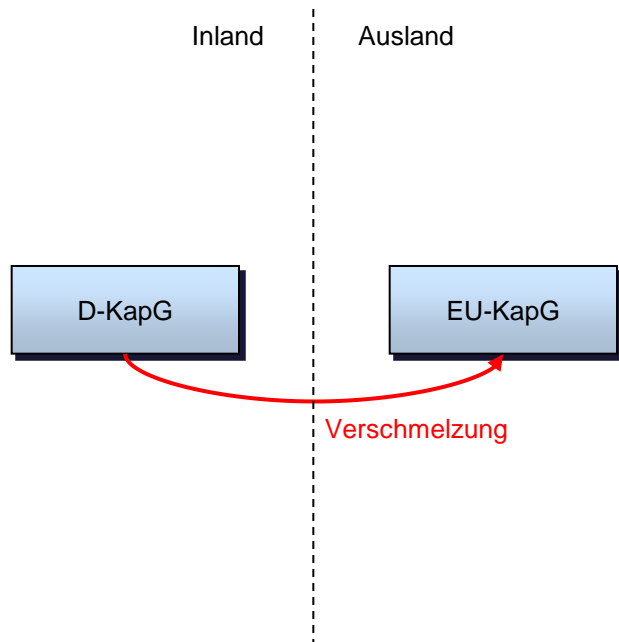 Inland
Ausland
D-KapG
EU-KapG
Verschmelzung